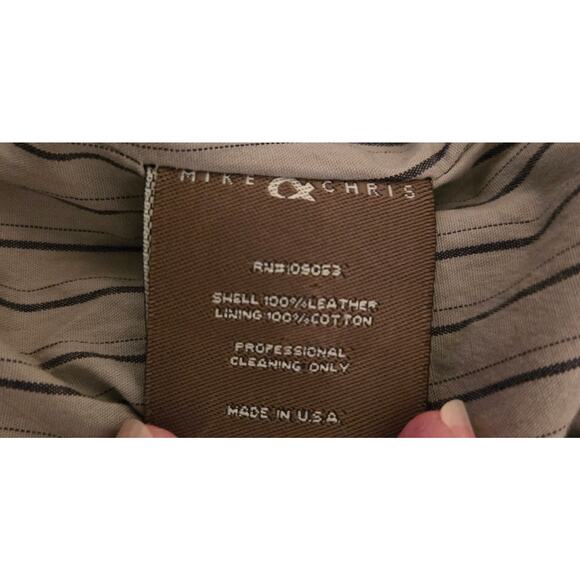 MIKE & CHRIS
RN#109053
SHELL 100%LEATHER
LINING 100%COTTON
PROFESSIONAL
CLEANING ONLY
MADE IN U.S.A.